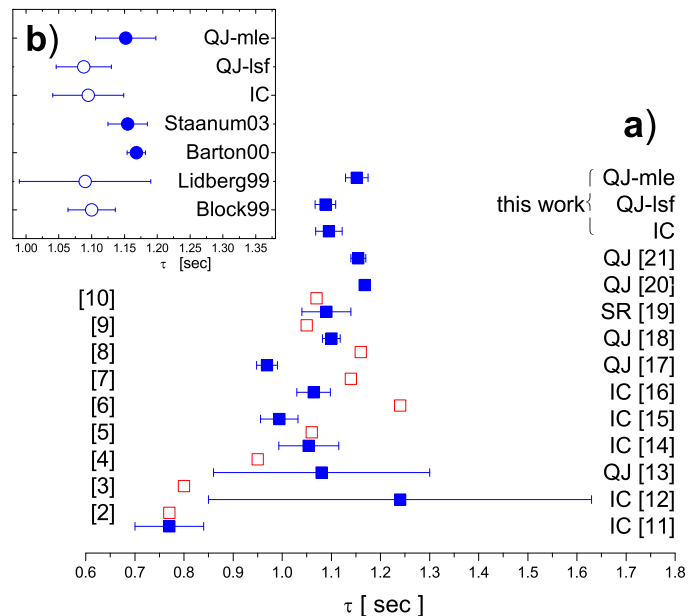 b)
QJ-mle
QJ-lsf
IC
Staanum03
Barton00
Lidberg99
Block99
1.00 1.05 1.10 1.15 1.20 1.25 1.30 1.35
τ [sec]
a)
QJ-mle
this work QJ-lsf
IC
QJ [21]
QJ [20]
[10] SR [19]
[9] QJ [18]
[8] QJ [17]
[7] IC [16]
[6] IC [15]
[5] IC [14]
[4] QJ [13]
[3] IC [12]
[2] IC [11]
0.6 0.7 0.8 0.9 1.0 1.1 1.2 1.3 1.4 1.5 1.6 1.7 1.8
τ [ sec ]